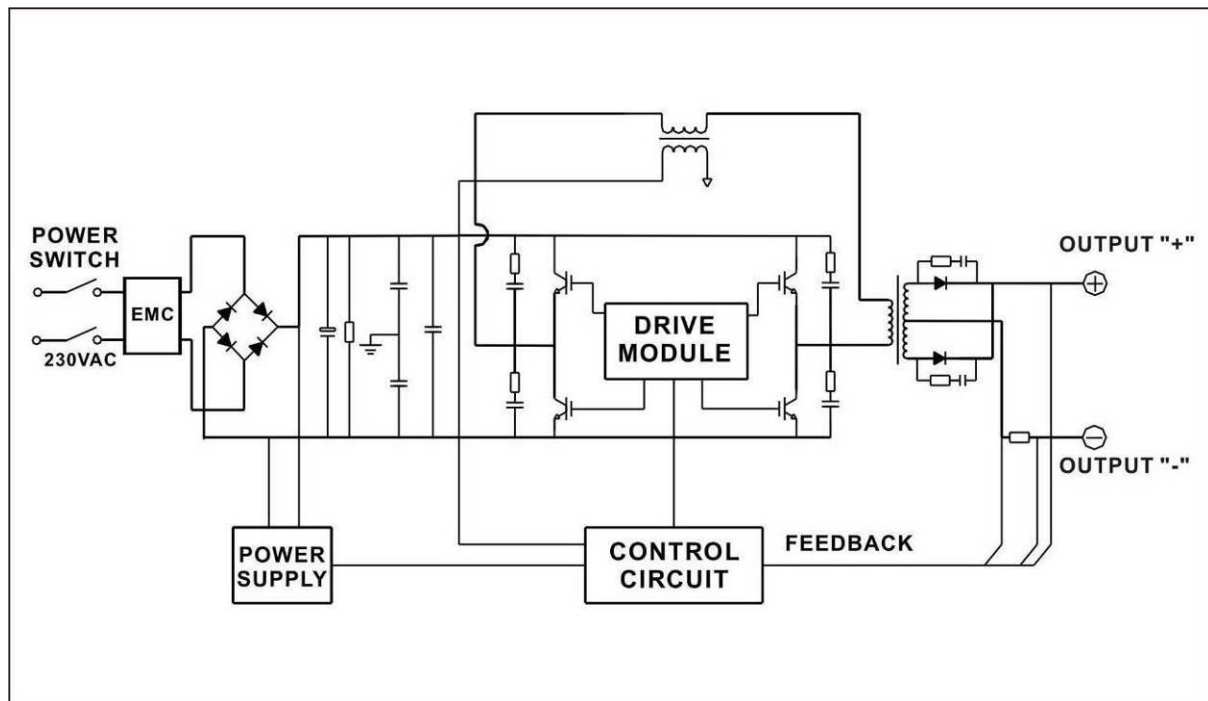 POWER
SWITCH
EMC
230VAC
DRIVE
MODULE
OUTPUT "+"
OUTPUT "-"
POWER
SUPPLY
CONTROL
CIRCUIT
FEEDBACK